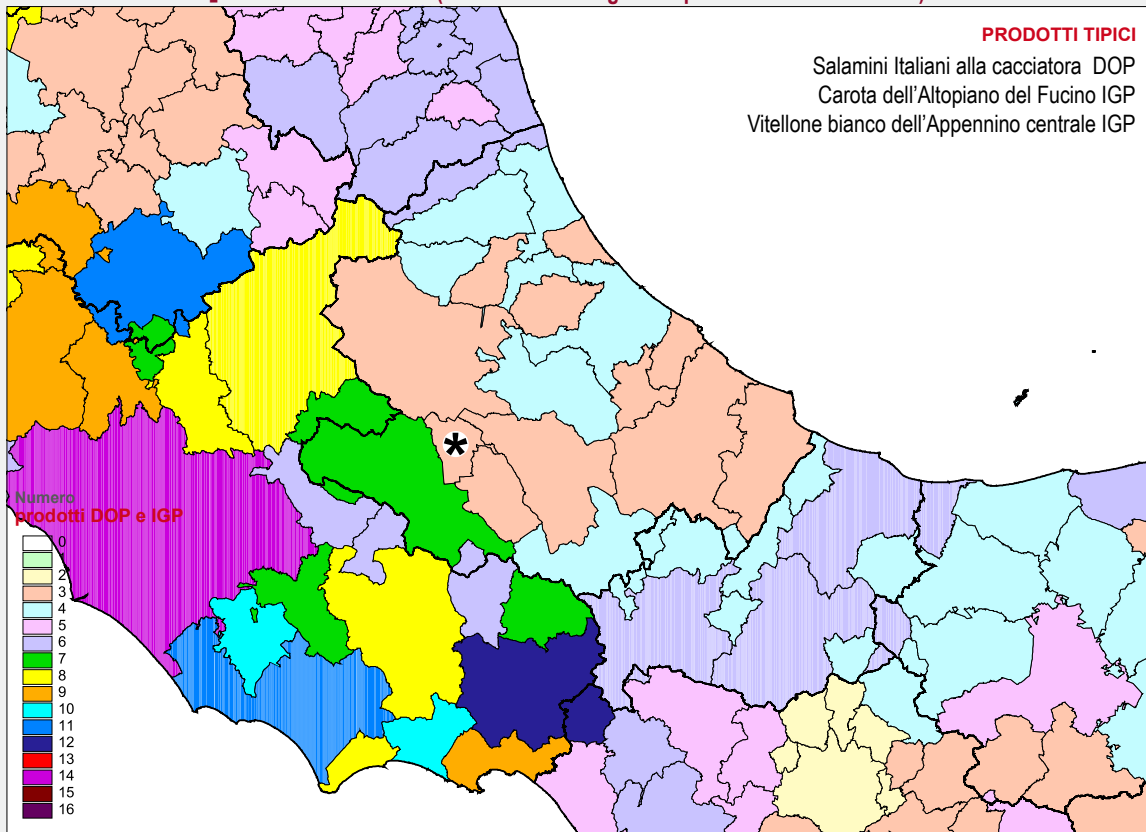 PRODOTTI TIPICI
Salamini Italiani alla cacciatora DOP
Carota dell'Altopiano del Fucino IGP
Vitellone bianco dell'Appennino centrale IGP
*
Numero
prodotti DOP e IGP
0
2
3
4
5
6
7
8
9
10
11
12
13
14
15
16